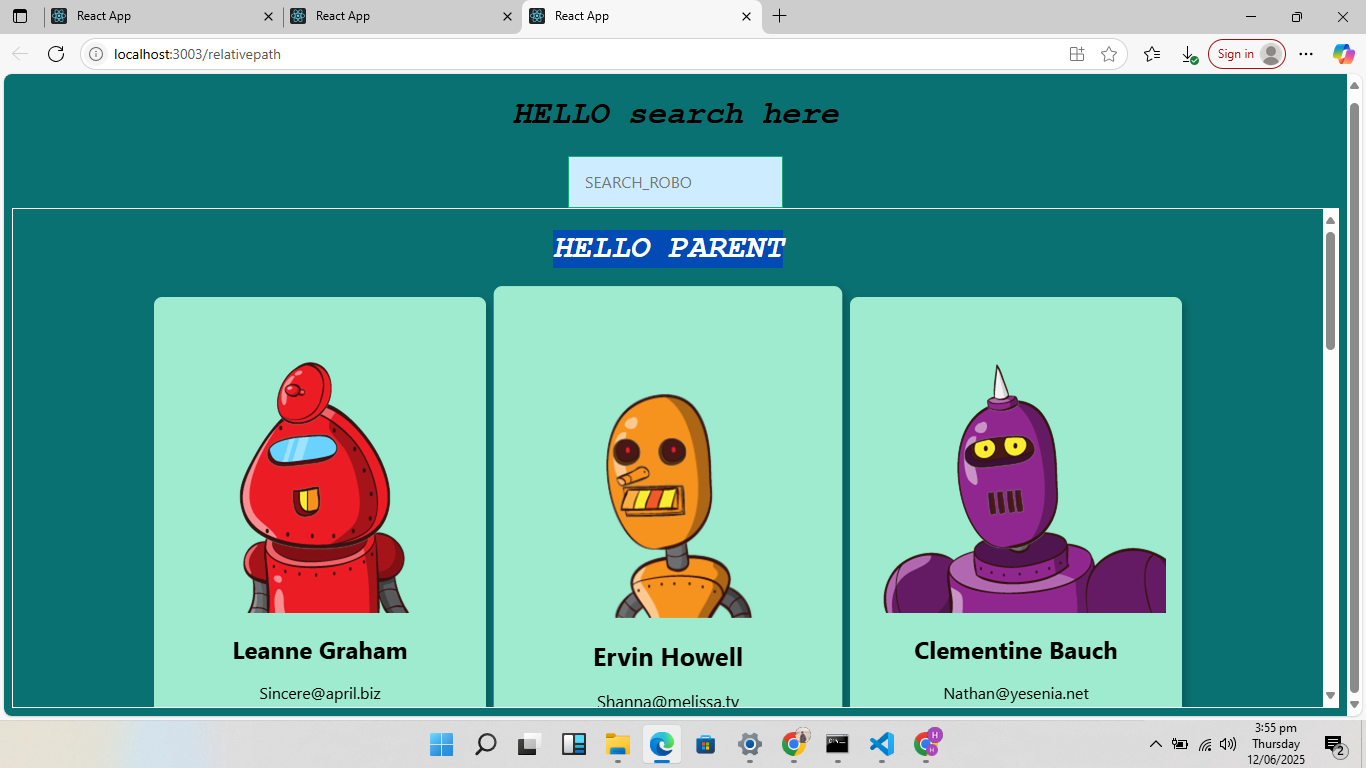 React App
React App
React App
localhost:3003/relativepath
Sign in
HELLO search here
SEARCH_ROBO
HELLO PARENT
Leanne Graham
Ervin Howell
Clementine Bauch
Sincere@april.biz
Shanna@melissa.tv
Nathan@yesenia.net
3:55 pm
Thursday
12/06/2025
2
H
H